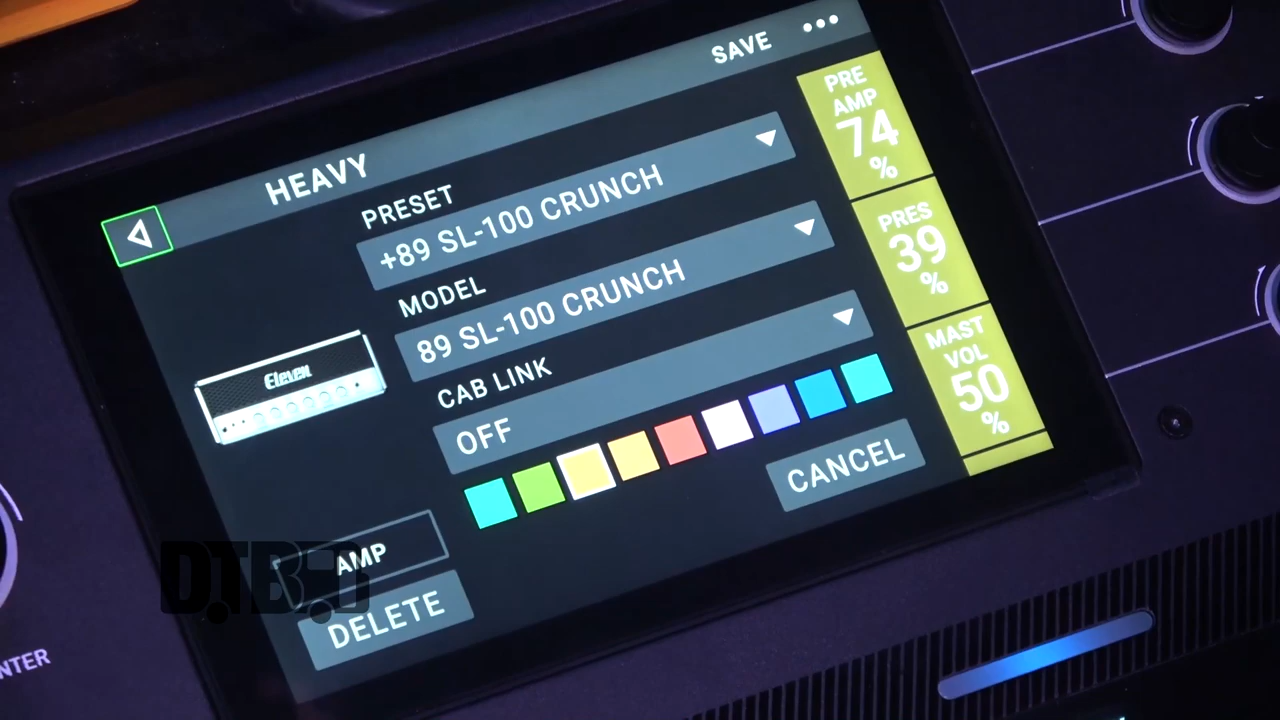 SAVE
HEAVY
PRESET
+89 SL-100 CRUNCH
MODEL
89 SL-100 CRUNCH
CAB LINK
OFF
CANCEL
Eleven
AMP
DELETE
PRE
AMP
74
%
PRES
39
%
MAST
VOL
50
%
DTBID
NTER